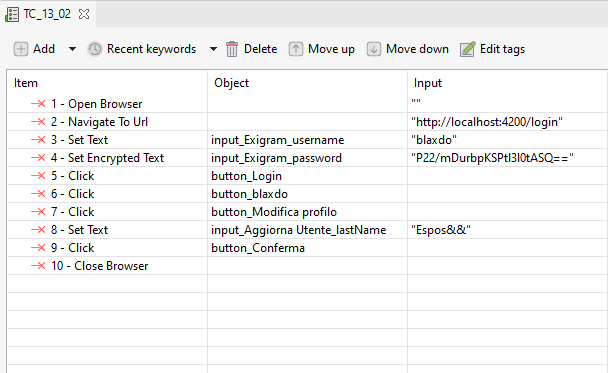 TC_13_02
Add Recent keywords Delete Move up Move down Edit tags
Item Object Input
1 - Open Browser ""
2 - Navigate To Url "http://localhost:4200/login"
3 - Set Text input_Exigram_username "blaxdo"
4 - Set Encrypted Text input_Exigram_password "P22/mDurbpKSPtI3I0tASQ=="
5 - Click button_Login
6 - Click button_blaxdo
7 - Click button_Modifica profilo
8 - Set Text input_Aggiorna Utente_lastName "Espos&&"
9 - Click button_Conferma
10 - Close Browser